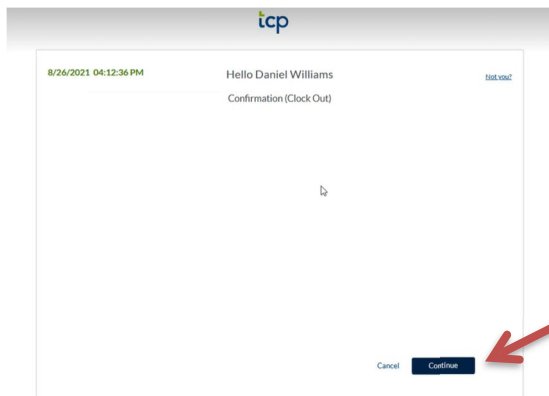 tcp
8/26/2021 04:12:36 PM
Hello Daniel Williams
Not you?
Confirmation (Clock Out)
Cancel
Continue